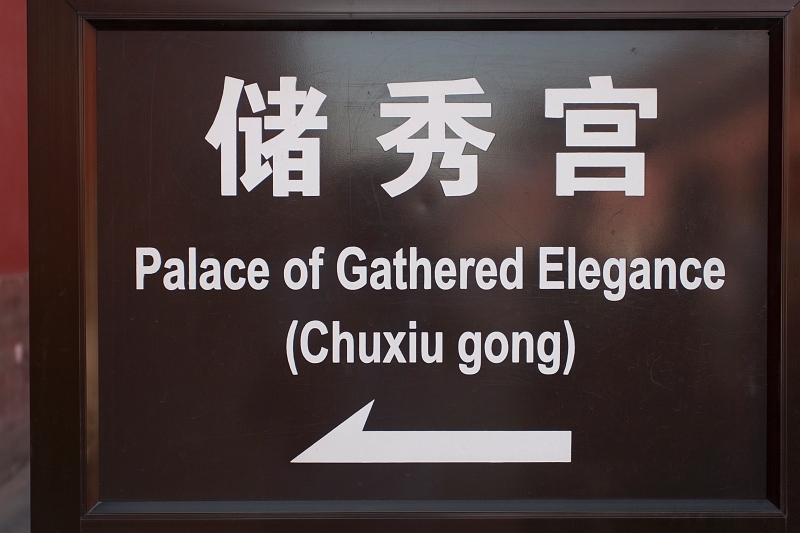 储秀宫
Palace of Gathered Elegance
(Chuxiu gong)